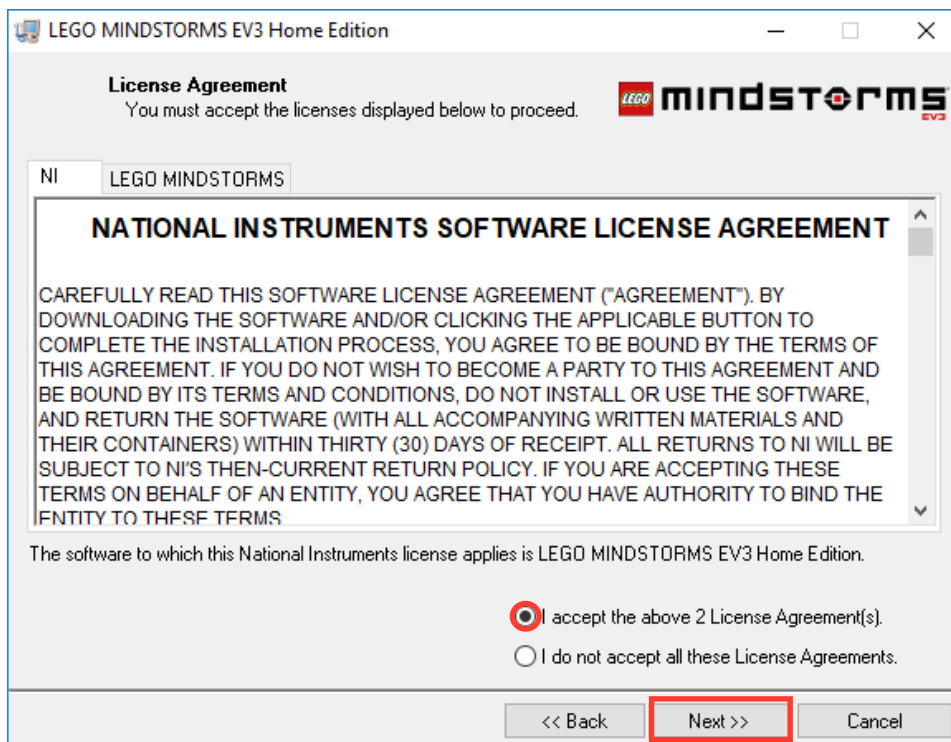 LEGO MINDSTORMS EV3 Home Edition
License Agreement
You must accept the licenses displayed below to proceed.
LEGO mindstorms
EV3
NI
LEGO MINDSTORMS
NATIONAL INSTRUMENTS SOFTWARE LICENSE AGREEMENT
CAREFULLY READ THIS SOFTWARE LICENSE AGREEMENT ("AGREEMENT"). BY
DOWNLOADING THE SOFTWARE AND/OR CLICKING THE APPLICABLE BUTTON TO
COMPLETE THE INSTALLATION PROCESS, YOU AGREE TO BE BOUND BY THE TERMS OF
THIS AGREEMENT. IF YOU DO NOT WISH TO BECOME A PARTY TO THIS AGREEMENT AND
BE BOUND BY ITS TERMS AND CONDITIONS, DO NOT INSTALL OR USE THE SOFTWARE,
AND RETURN THE SOFTWARE (WITH ALL ACCOMPANYING WRITTEN MATERIALS AND
THEIR CONTAINERS) WITHIN THIRTY (30) DAYS OF RECEIPT. ALL RETURNS TO NI WILL BE
SUBJECT TO NI'S THEN-CURRENT RETURN POLICY. IF YOU ARE ACCEPTING THESE
TERMS ON BEHALF OF AN ENTITY, YOU AGREE THAT YOU HAVE AUTHORITY TO BIND THE
ENTITY TO THESE TERMS
The software to which this National Instruments license applies is LEGO MINDSTORMS EV3 Home Edition.
I accept the above 2 License Agreement(s).
I do not accept all these License Agreements.
<< Back
Next >>
Cancel